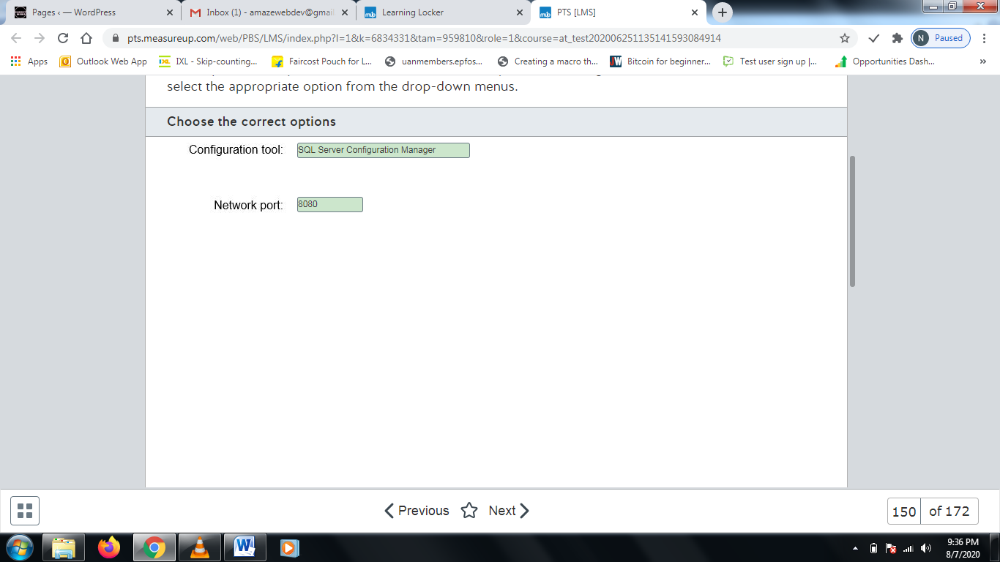 Pages ‹ — WordPress
Inbox (1) - amazewebdev@gmail
Learning Locker
PTS [LMS]
pts.measureup.com/web/PBS/LMS/index.php?l=1&k=6834331&tam=959810&role=1&course=at_test202006251135141593084914
N Paused
Apps
Outlook Web App
IXL - Skip-counting...
Faircost Pouch for L...
uanmembers.epfos...
Creating a macro th...
Bitcoin for beginner...
Test user sign up |...
Opportunities Dash...
»
select the appropriate option from the drop-down menus.
Choose the correct options
Configuration tool: SQL Server Configuration Manager
Network port: 8080
Previous
Next
150 of 172
9:36 PM
8/7/2020